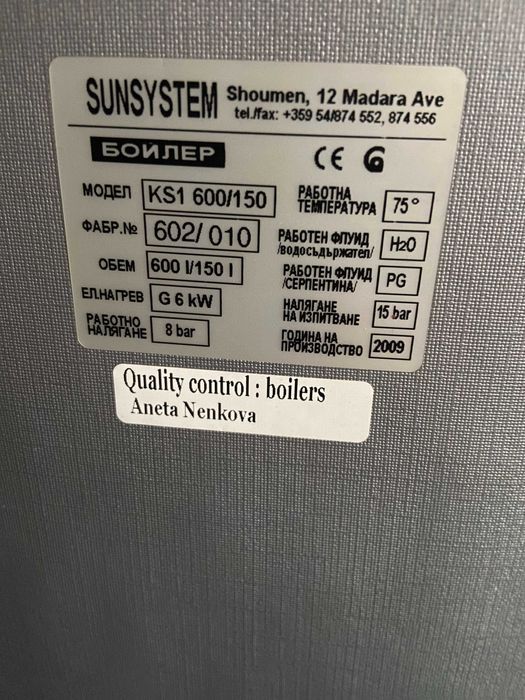 SUNSYSTEM Shoumen, 12 Madara Ave
tel./fax: +359 54/874 552, 874 556
БОЙЛЕР CE G
МОДЕЛ KS1 600/150
ФАБР.№ 602/010
ОБЕМ 600 l/150 l
ЕЛ.НАГРЕВ G 6 kW
РАБОТНО
НАЛЯГАНЕ 8 bar
РАБОТНА
ТЕМПЕРАТУРА 75°
РАБОТЕН ФЛУИД
/водосъдържател/ H2O
РАБОТЕН ФЛУИД
/СЕРПЕНТИНА/ PG
НАЛЯГАНЕ
НА ИЗПИТВАНЕ 15 bar
ГОДИНА НА
ПРОИЗВОДСТВО 2009
Quality control : boilers
Aneta Nenkova